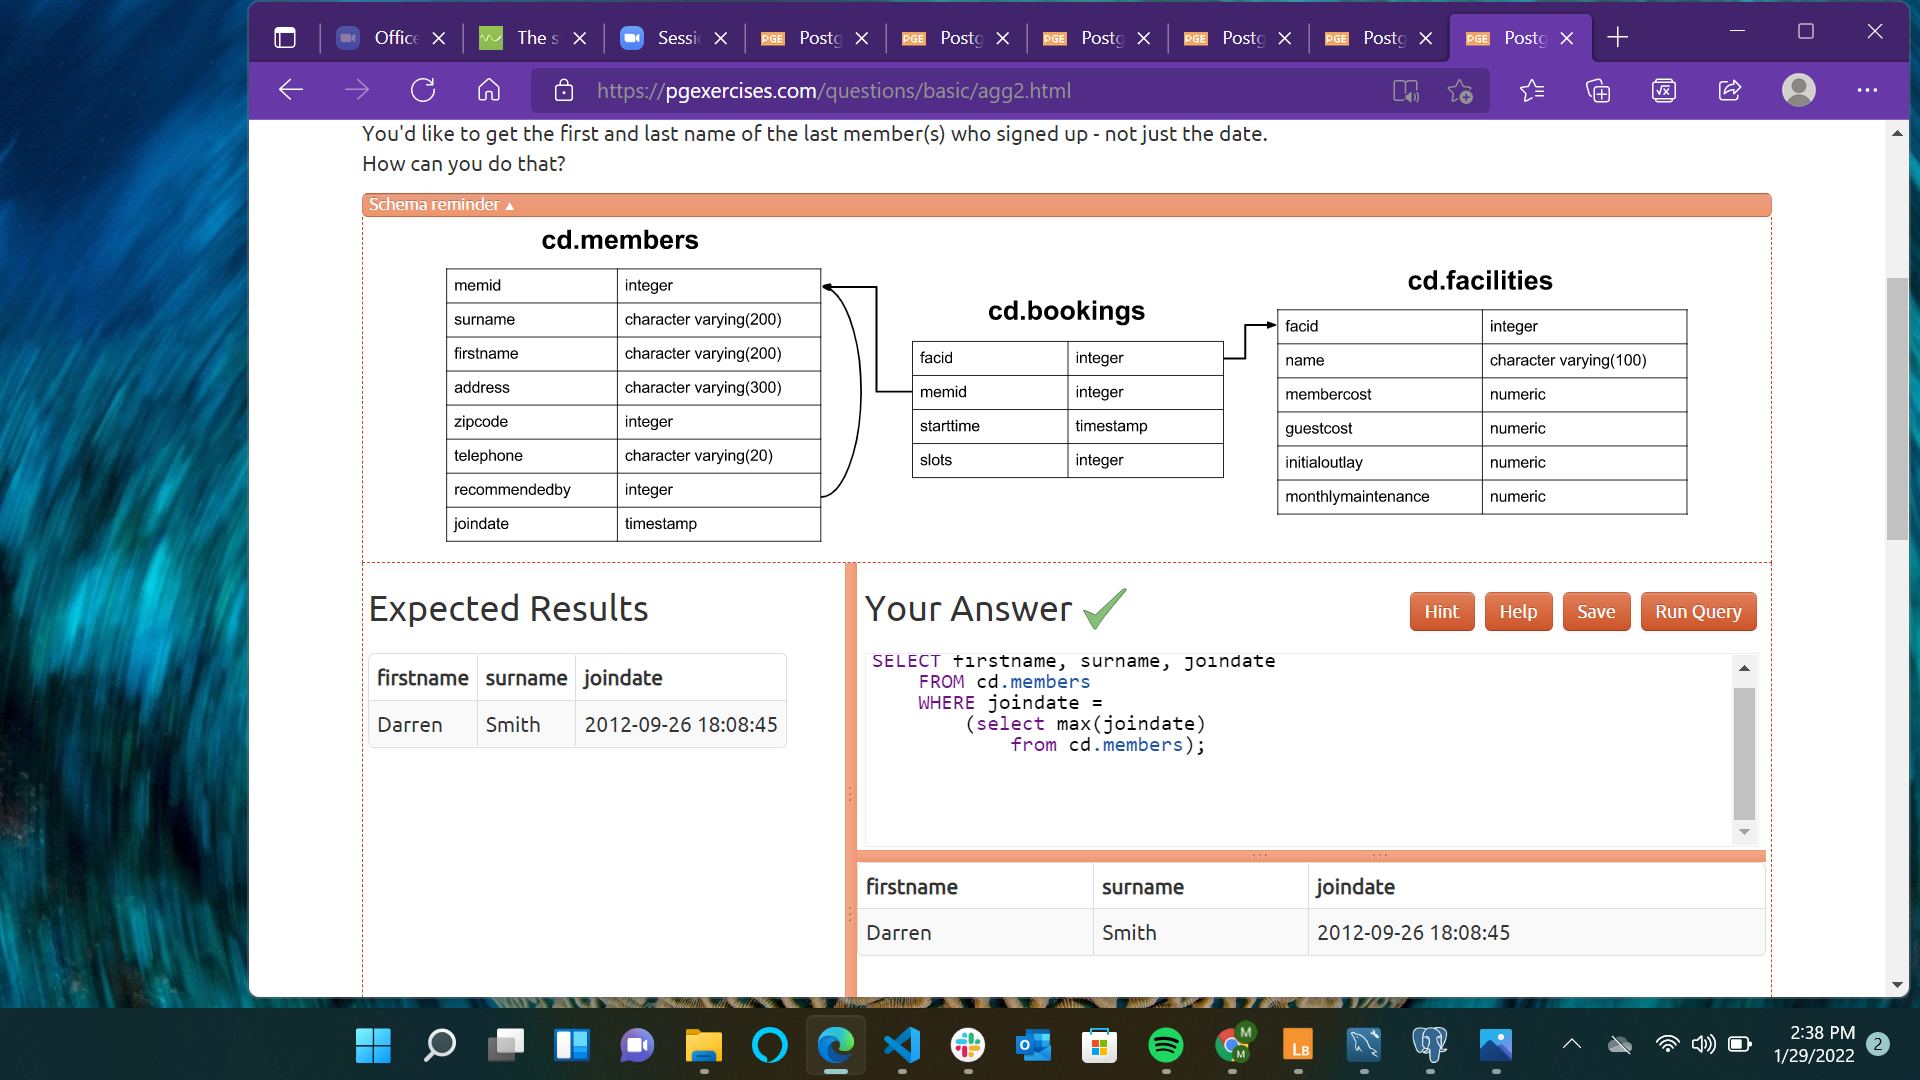 Office
The s
Sessi
PGE Postg
PGE Postg
PGE Postg
PGE Postg
PGE Postg
PGE Postg
https://pgexercises.com/questions/basic/agg2.html
You'd like to get the first and last name of the last member(s) who signed up - not just the date.
How can you do that?
Schema reminder ▲
cd.members
memid integer
surname character varying(200)
firstname character varying(200)
address character varying(300)
zipcode integer
telephone character varying(20)
recommendedby integer
joindate timestamp
cd.bookings
facid integer
memid integer
starttime timestamp
slots integer
cd.facilities
facid integer
name character varying(100)
membercost numeric
guestcost numeric
initialoutlay numeric
monthlymaintenance numeric
Expected Results
firstname surname joindate
Darren Smith 2012-09-26 18:08:45
Your Answer
Hint Help Save Run Query
SELECT firstname, surname, joindate
FROM cd.members
WHERE joindate =
(select max(joindate)
from cd.members);
firstname surname joindate
Darren Smith 2012-09-26 18:08:45
M
M
LB
2:38 PM
1/29/2022
2